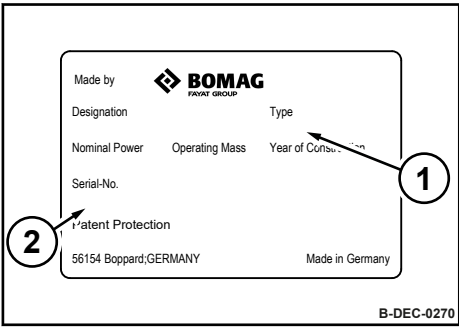 Made by BOMAG
FAYAT GROUP
Designation Type
Nominal Power Operating Mass Year of
Serial-No.
Patent Protection
56154 Boppard;GERMANY Made in Germany
1
2
B-DEC-0270